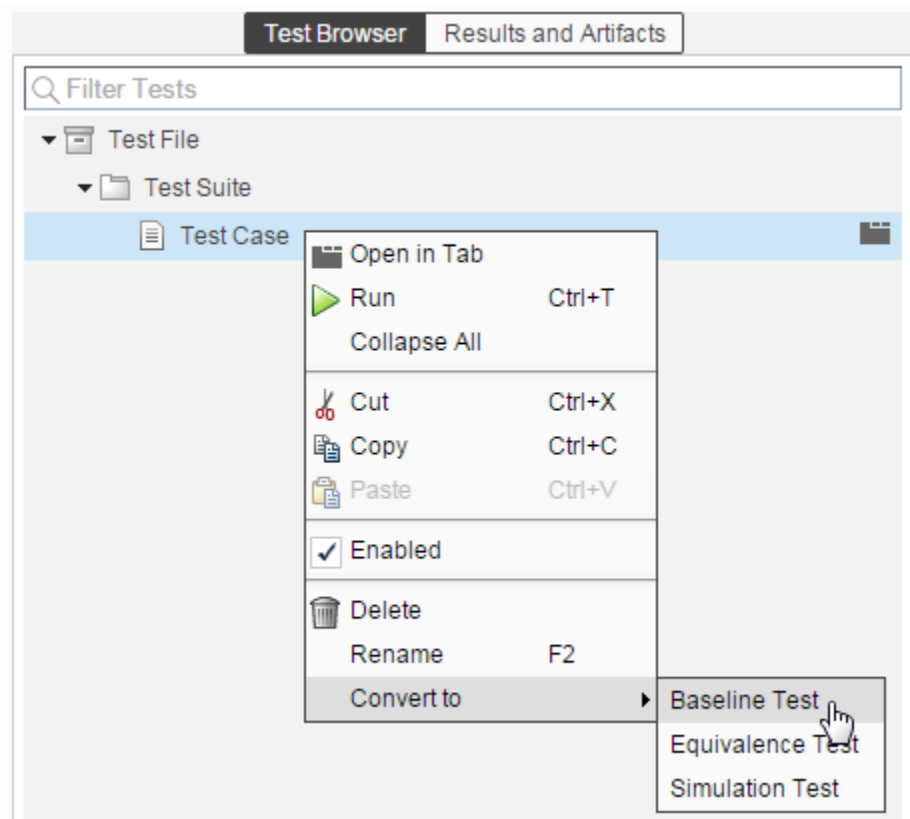 Test Browser Results and Artifacts
Filter Tests
Test File
Test Suite
Test Case
Open in Tab
Run Ctrl+T
Collapse All
Cut Ctrl+X
Copy Ctrl+C
Paste Ctrl+V
Enabled
Delete
Rename F2
Convert to
Baseline Test
Equivalence Test
Simulation Test